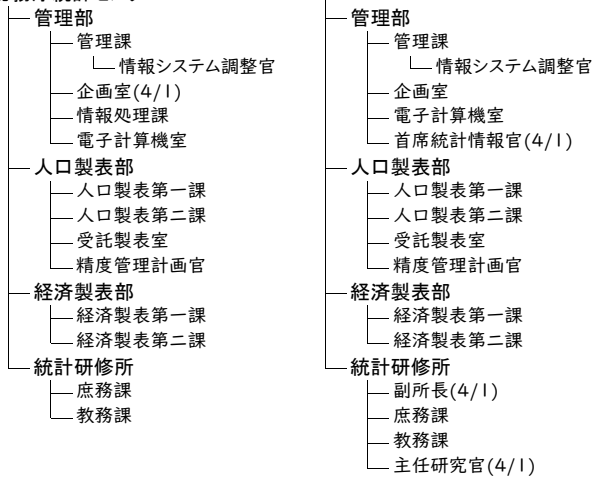 管理部
管理課
情報システム調整官
企画室(4/1)
情報処理課
電子計算機室
人口製表部
人口製表第一課
人口製表第二課
受託製表室
精度管理計画官
経済製表部
経済製表第一課
経済製表第二課
統計研修所
庶務課
教務課
管理部
管理課
情報システム調整官
企画室
電子計算機室
首席統計情報官(4/1)
人口製表部
人口製表第一課
人口製表第二課
受託製表室
精度管理計画官
経済製表部
経済製表第一課
経済製表第二課
統計研修所
副所長(4/1)
庶務課
教務課
主任研究官(4/1)